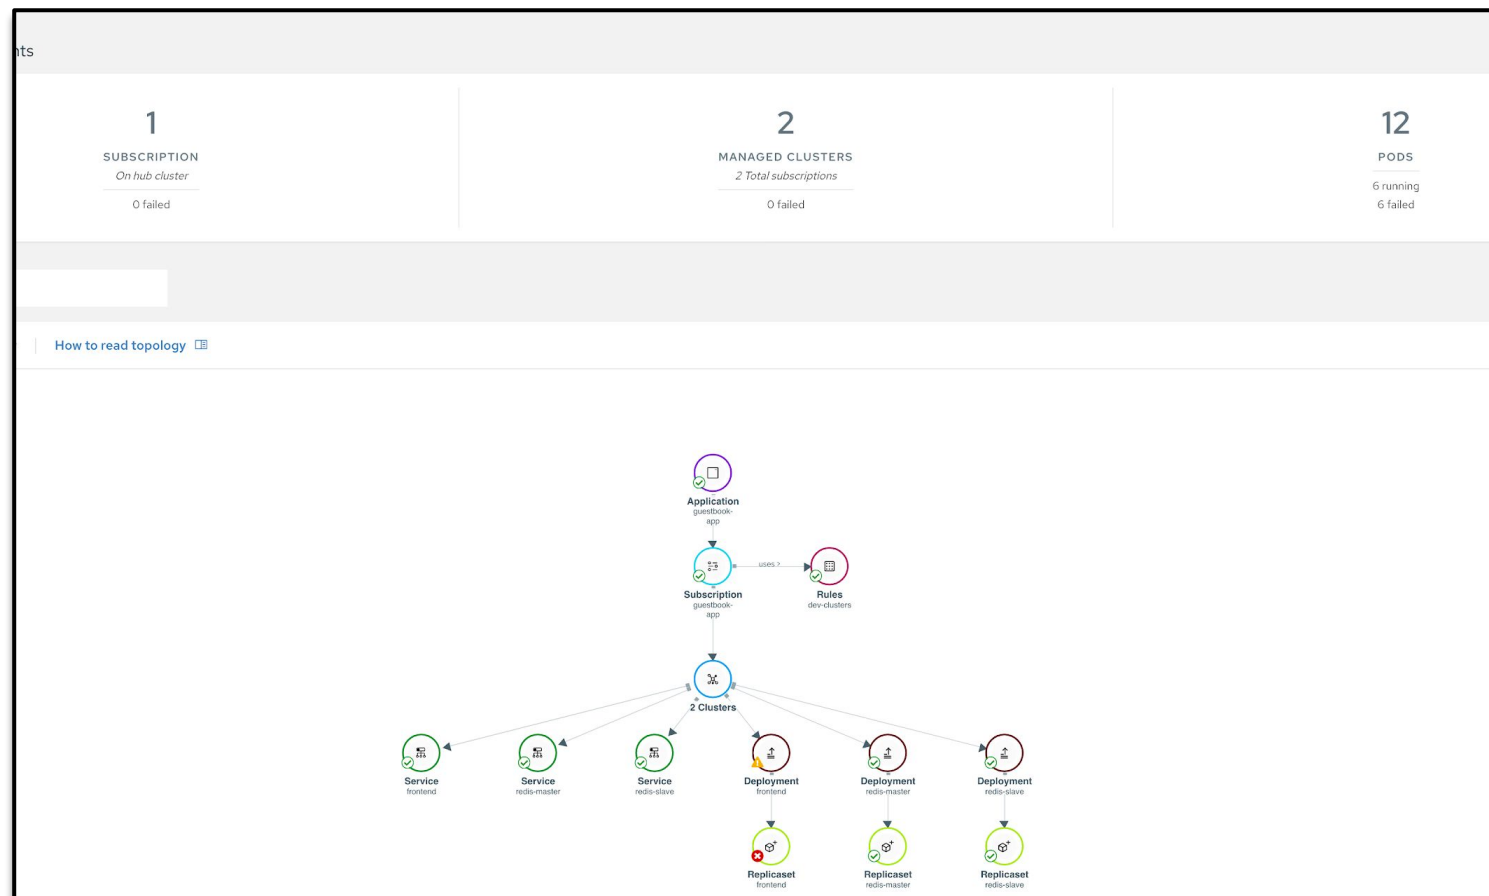 nts
1
SUBSCRIPTION
On hub cluster
0 failed
2
MANAGED CLUSTERS
2 Total subscriptions
0 failed
12
PODS
6 running
6 failed
How to read topology
Application
guestbook-
app
Subscription
guestbook-
app
uses >
Rules
dev-clusters
2 Clusters
Service
frontend
Service
redis-master
Service
redis-slave
Deployment
frontend
Deployment
redis-master
Deployment
redis-slave
Replicaset
frontend
Replicaset
redis-master
Replicaset
redis-slave